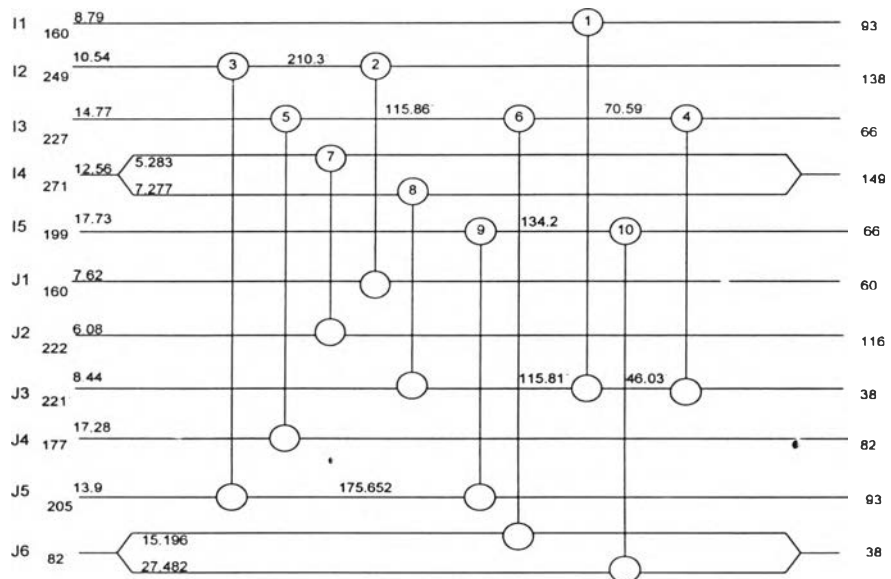 I1 8.79 1 93
160
I2 10.54 3 210.3 2 138
249
I3 14.77 5 115.86 6 70.59 4 66
227
5.283 7
I4 12.56 149
271 7.277 8
I5 17.73 9 134.2 10 66
199
J1 7.62 60
160
J2 6.08 116
222
J3 8.44 115.81 46.03 38
221
J4 17.28 82
177
J5 13.9 175.652 93
205
15.196
J6 82 38
27.482